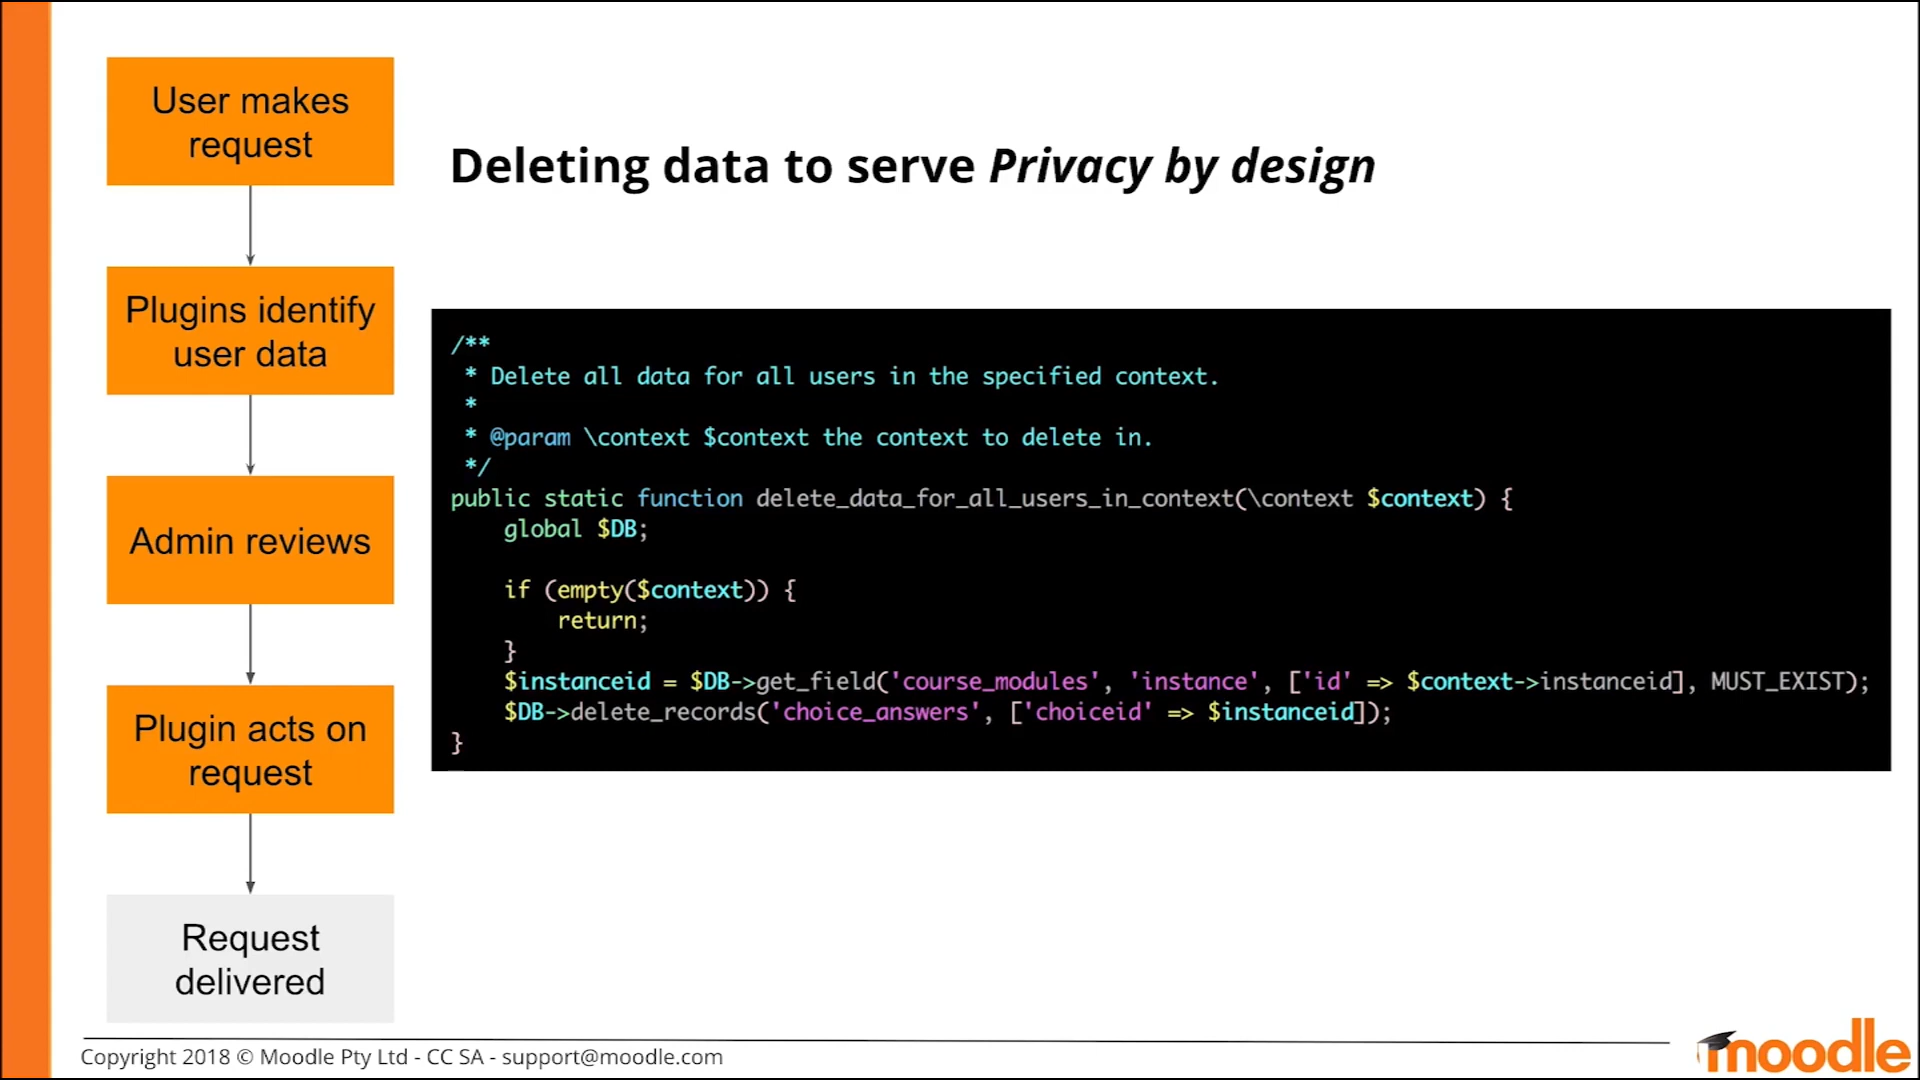 User makes
request
Plugins identify
user data
Admin reviews
Plugin acts on
request
Request
delivered
Deleting data to serve Privacy by design
/**
 * Delete all data for all users in the specified context.
 *
 * @param \context $context the context to delete in.
 */
public static function delete_data_for_all_users_in_context(\context $context) {
    global $DB;

    if (empty($context)) {
        return;
    }
    $instanceid = $DB->get_field('course_modules', 'instance', ['id' => $context->instanceid], MUST_EXIST);
    $DB->delete_records('choice_answers', ['choiceid' => $instanceid]);
}
Copyright 2018 © Moodle Pty Ltd - CC SA - support@moodle.com
moodle